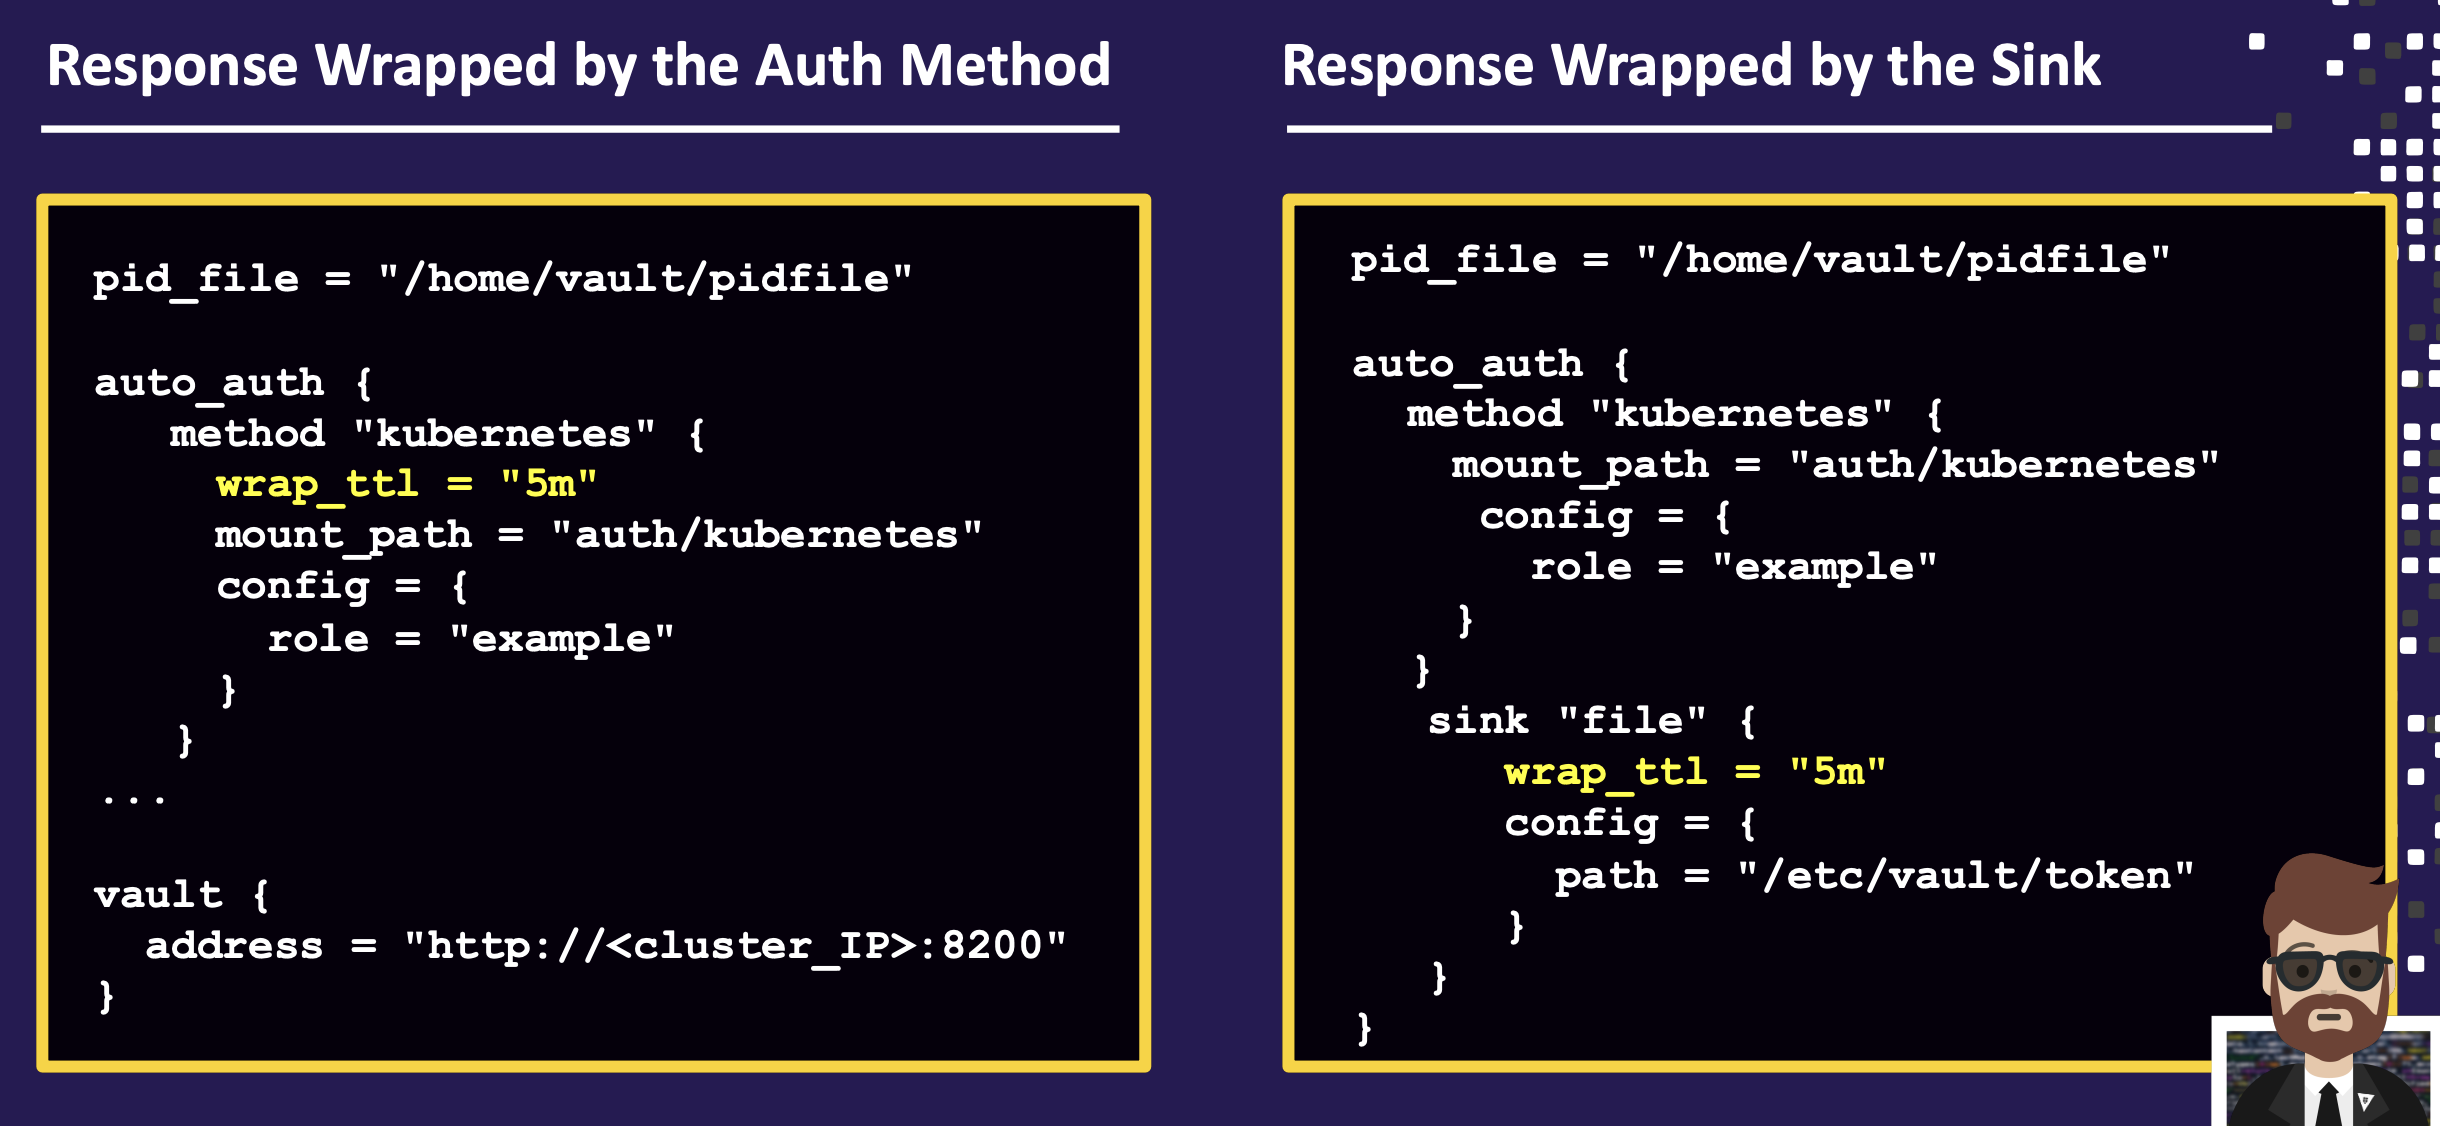 Response Wrapped by the Auth Method
pid_file = "/home/vault/pidfile"
auto_auth {
method "kubernetes" {
wrap_ttl = "5m"
mount_path = "auth/kubernetes"
config = {
role = "example"
}
}
...
vault {
address = "http://<cluster_IP>:8200"
}
Response Wrapped by the Sink
pid_file = "/home/vault/pidfile"
auto_auth {
method "kubernetes" {
mount_path = "auth/kubernetes"
config = {
role = "example"
}
}
sink "file" {
wrap_ttl = "5m"
config = {
path = "/etc/vault/token"
}
}
}